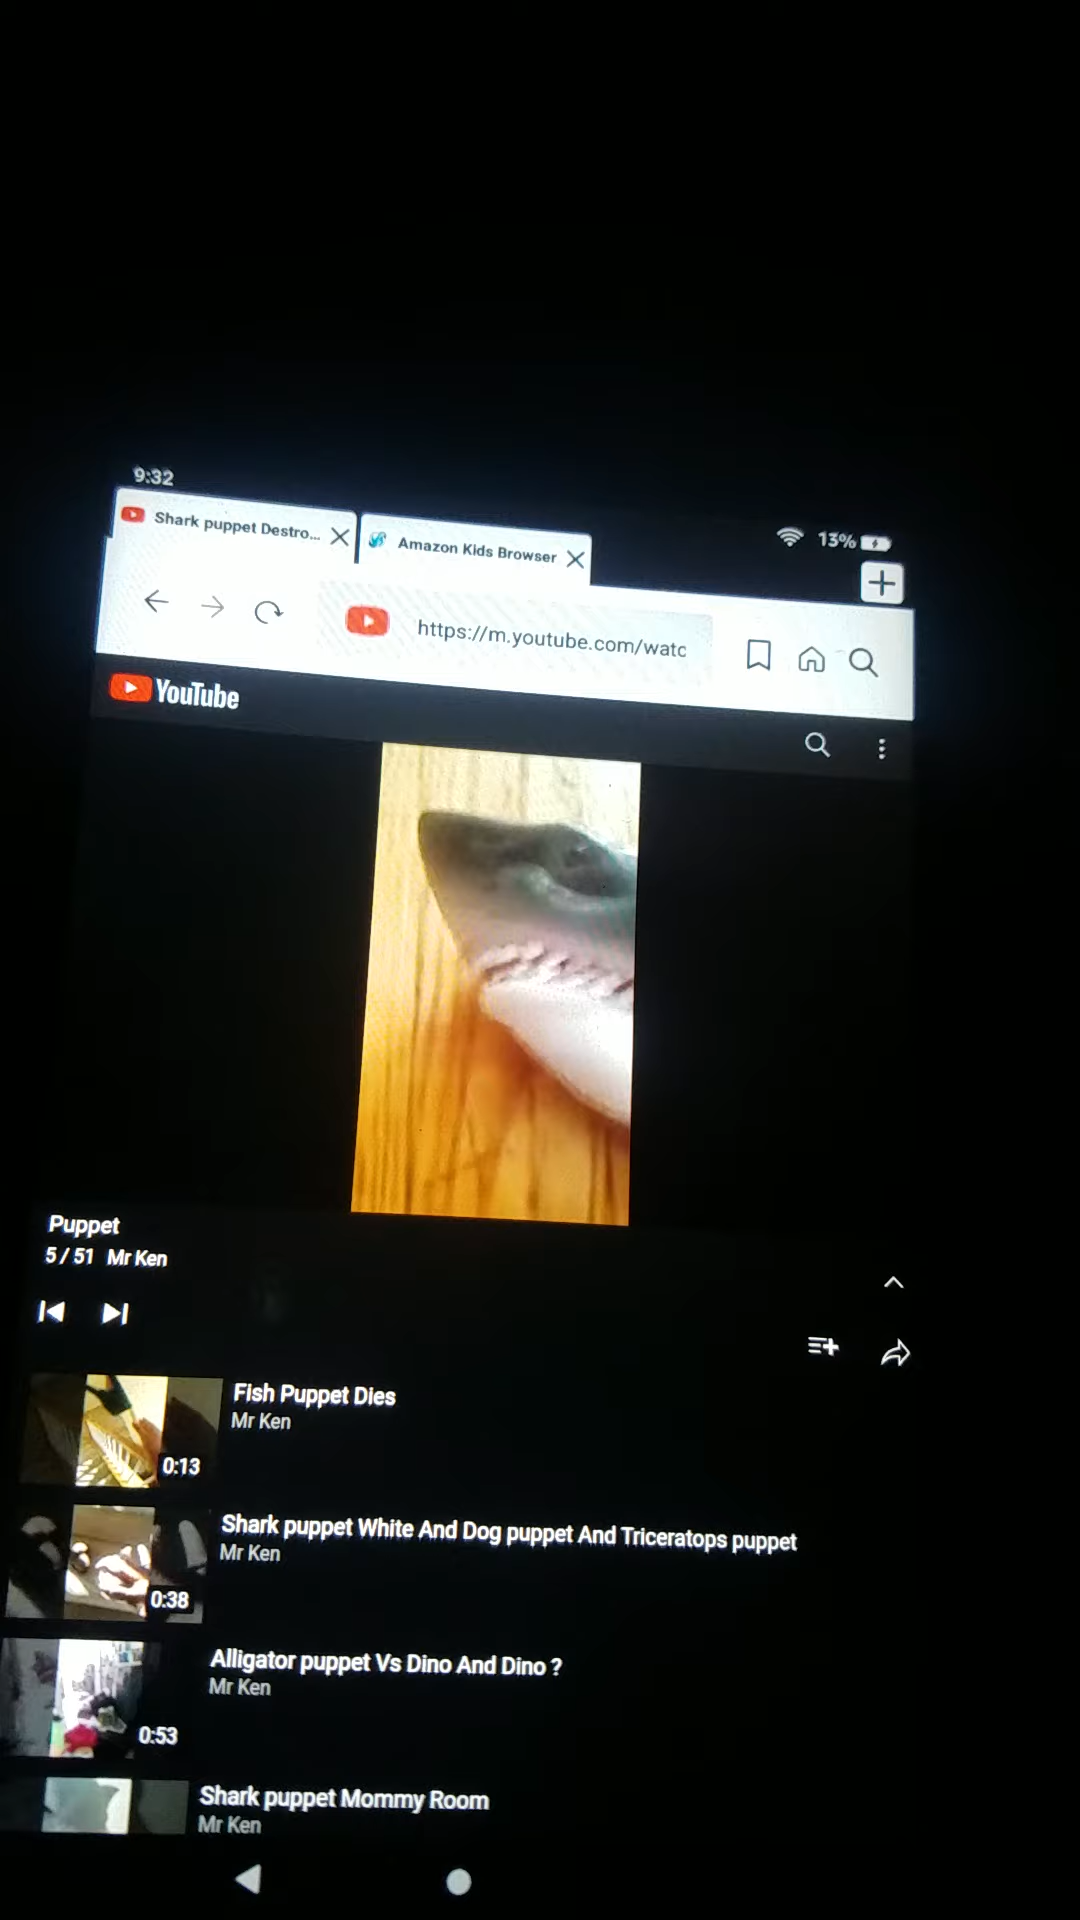 9:32
13%
Shark puppet Destro...
Amazon Kids Browser
https://m.youtube.com/watc
YouTube
Puppet
5 / 51 Mr Ken
Fish Puppet Dies
Mr Ken
0:13
Shark puppet White And Dog puppet And Triceratops puppet
Mr Ken
0:38
Alligator puppet Vs Dino And Dino ?
Mr Ken
0:53
Shark puppet Mommy Room
Mr Ken